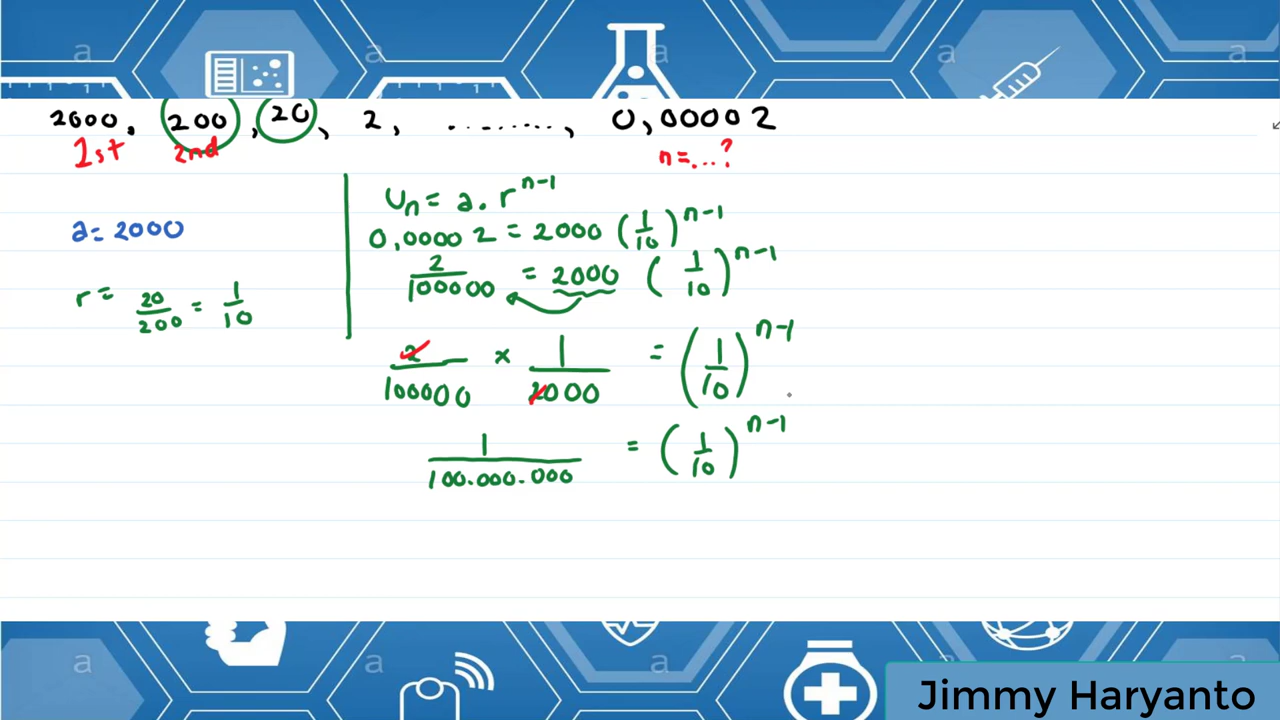 2000, 200, 20, 2, .........., 0,00002
1st 2nd n=...?
Un = a. r^n-1
a= 2000
0,00002 = 2000 (1/10)^n-1
2/100000 = 2000 (1/10)^n-1
r= 20/200 = 1/10
2/100000 × 1/2000 = (1/10)^n-1
1/100.000.000 = (1/10)^n-1
a a a a a
a a a
Jimmy Haryanto